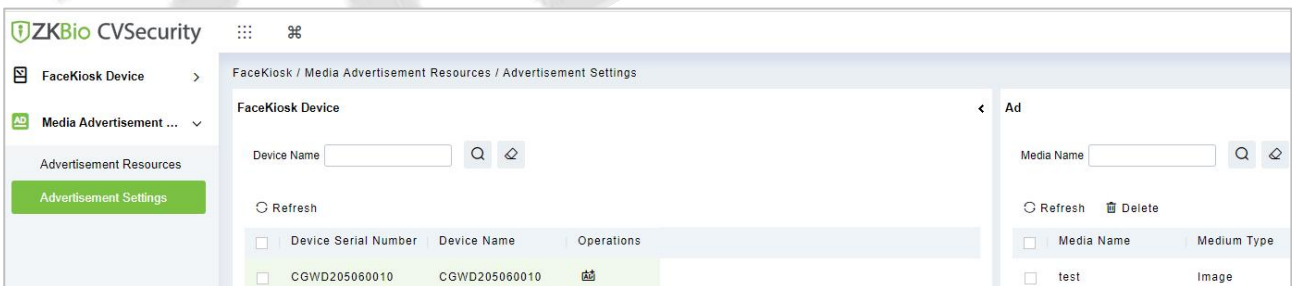 ZKBio CVSecurity
FaceKiosk Device
AD Media Advertisement ...
Advertisement Resources
Advertisement Settings
FaceKiosk / Media Advertisement Resources / Advertisement Settings
FaceKiosk Device
Device Name
Refresh
Device Serial Number Device Name Operations
CGWD205060010 CGWD205060010 AD
Ad
Media Name
Refresh Delete
Media Name Medium Type
test Image